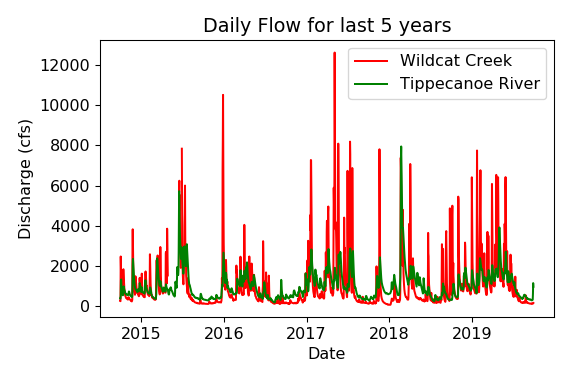 Daily Flow for last 5 years
Wildcat Creek
Tippecanoe River
Discharge (cfs)
12000
10000
8000
6000
4000
2000
0
2015 2016 2017 2018 2019
Date